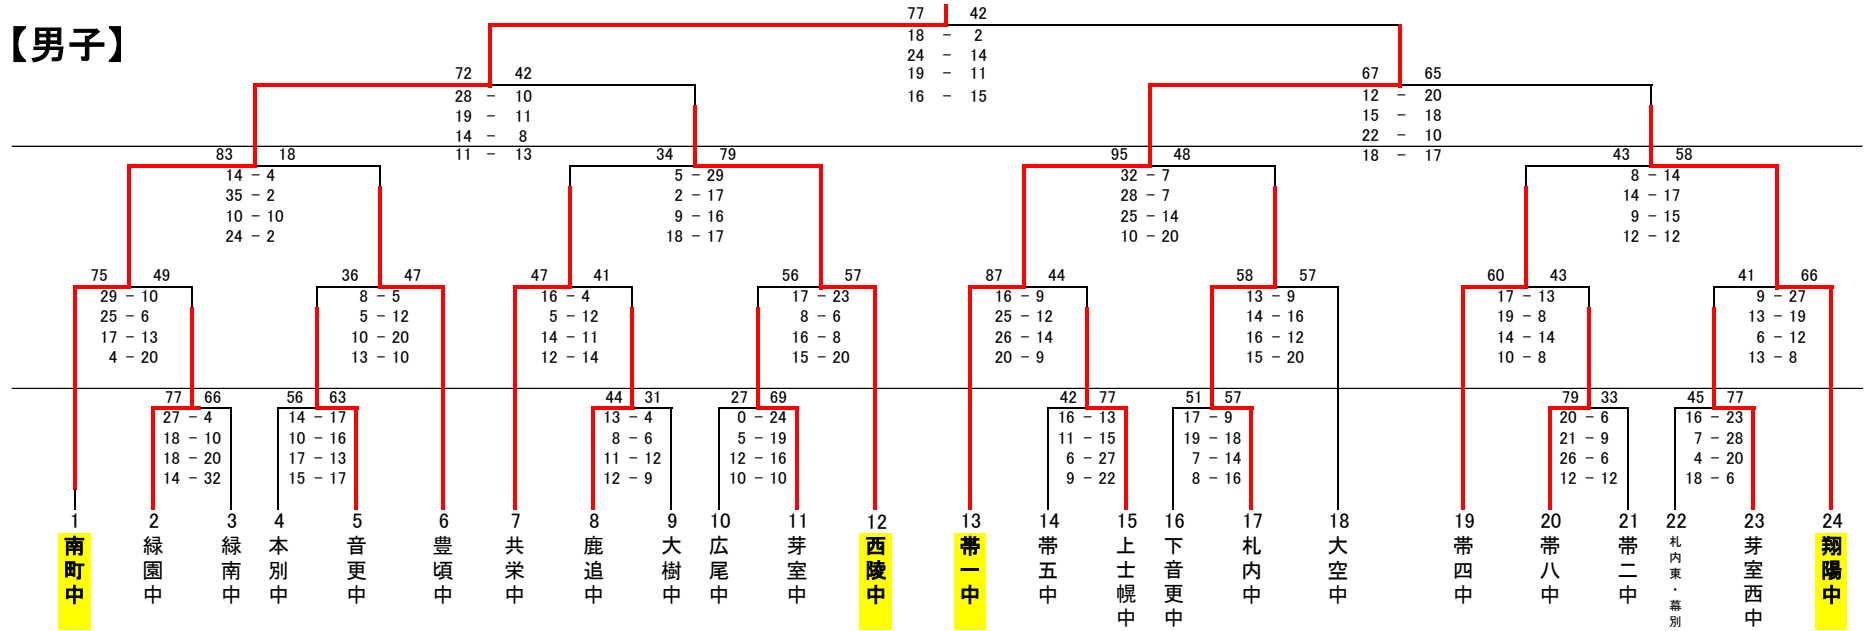 【男子】
77 42
18 - 2
24 - 14
19 - 11
16 - 15
72 42
28 - 10
19 - 11
14 - 8
11 - 13
67 65
12 - 20
15 - 18
22 - 10
18 - 17
83 18
14 - 4
35 - 2
10 - 10
24 - 2
34 79
5 - 29
2 - 17
9 - 16
18 - 17
95 48
32 - 7
28 - 7
25 - 14
10 - 20
43 58
8 - 14
14 - 17
9 - 15
12 - 12
75 49
29 - 10
25 - 6
17 - 13
4 - 20
36 47
8 - 5
5 - 12
10 - 20
13 - 10
47 41
16 - 4
5 - 12
14 - 11
12 - 14
56 57
17 - 23
8 - 6
16 - 8
15 - 20
87 44
16 - 9
25 - 12
26 - 14
20 - 9
58 57
13 - 9
14 - 16
16 - 12
15 - 20
60 43
17 - 13
19 - 8
14 - 14
10 - 8
41 66
9 - 27
13 - 19
6 - 12
13 - 8
77 66
27 - 4
18 - 10
18 - 20
14 - 32
56 63
14 - 17
10 - 16
17 - 13
15 - 17
44 31
13 - 4
8 - 6
11 - 12
12 - 9
27 69
0 - 24
5 - 19
12 - 16
10 - 10
42 77
16 - 13
11 - 15
6 - 27
9 - 22
51 57
17 - 9
19 - 18
7 - 14
8 - 16
79 33
20 - 6
21 - 9
26 - 6
12 - 12
45 77
16 - 23
7 - 28
4 - 20
18 - 6
1
南町中
2
緑園中
3
緑南中
4
本別中
5
音更中
6
豊頃中
7
共栄中
8
鹿追中
9
大樹中
10
広尾中
11
芽室中
12
西陵中
13
帯一中
14
帯五中
15
上士幌中
16
下音更中
17
札内中
18
大空中
19
帯四中
20
帯八中
21
帯二中
22
札内東・幕別
23
芽室西中
24
翔陽中